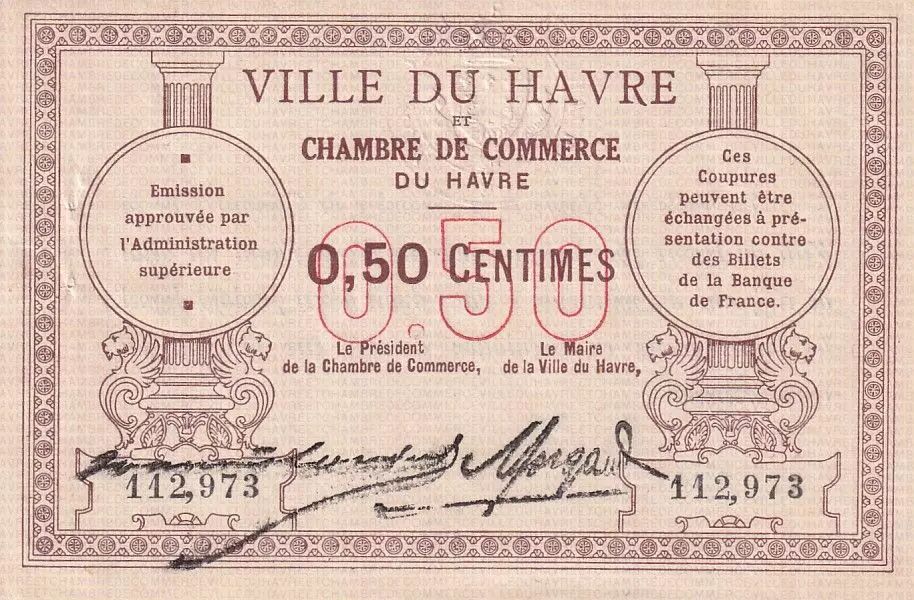 VILLE DU HAVRE
ET
CHAMBRE DE COMMERCE
DU HAVRE
Emission
approuvée par
l'Administration
supérieure
Ces
Coupures
peuvent être
échangées à pré-
sentation contre
des Billets
de la Banque
de France.
0,50 CENTIMES
0.50
Le Président
de la Chambre de Commerce,
Le Maire
de la Ville du Havre,
112,973
112,973